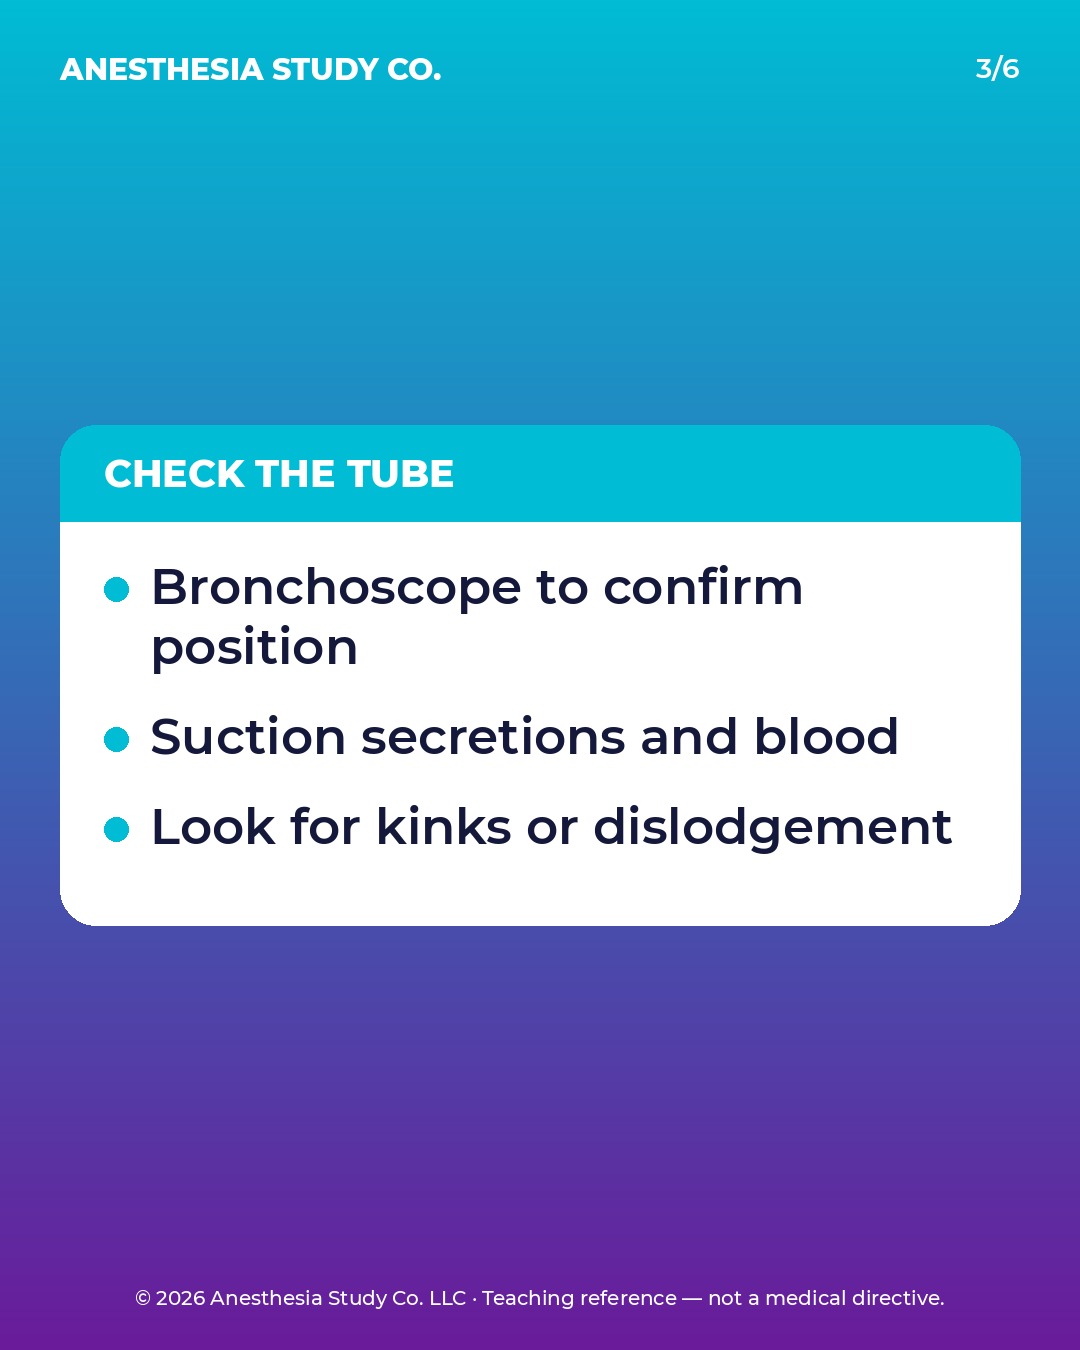 ANESTHESIA STUDY CO.
3/6
CHECK THE TUBE
Bronchoscope to confirm
position
Suction secretions and blood
Look for kinks or dislodgement
© 2026 Anesthesia Study Co. LLC · Teaching reference — not a medical directive.